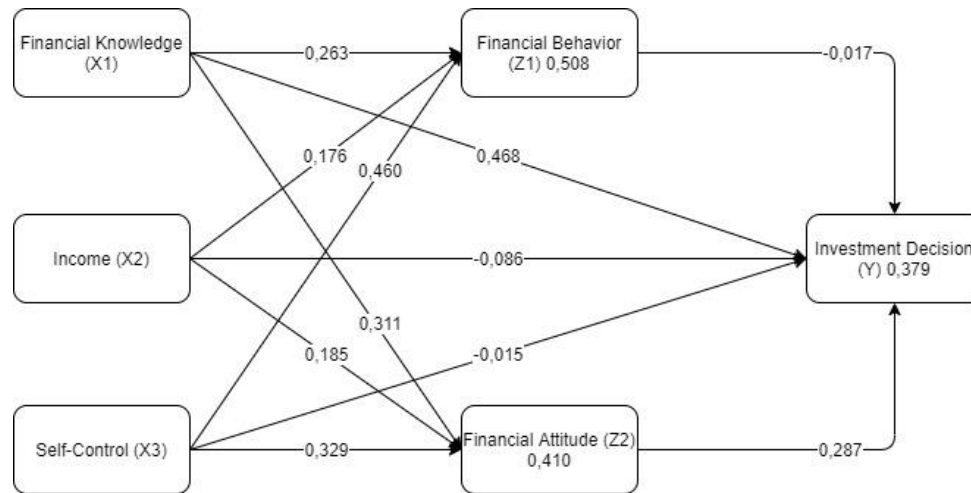 Financial Knowledge
(X1)
0,263
Financial Behavior
(Z1) 0,508
-0,017
0,176
0,460
0,468
Income (X2)
-0,086
Investment Decision
(Y) 0,379
0,311
0,185
-0,015
Self-Control (X3)
0,329
Financial Attitude (Z2)
0,410
0,287